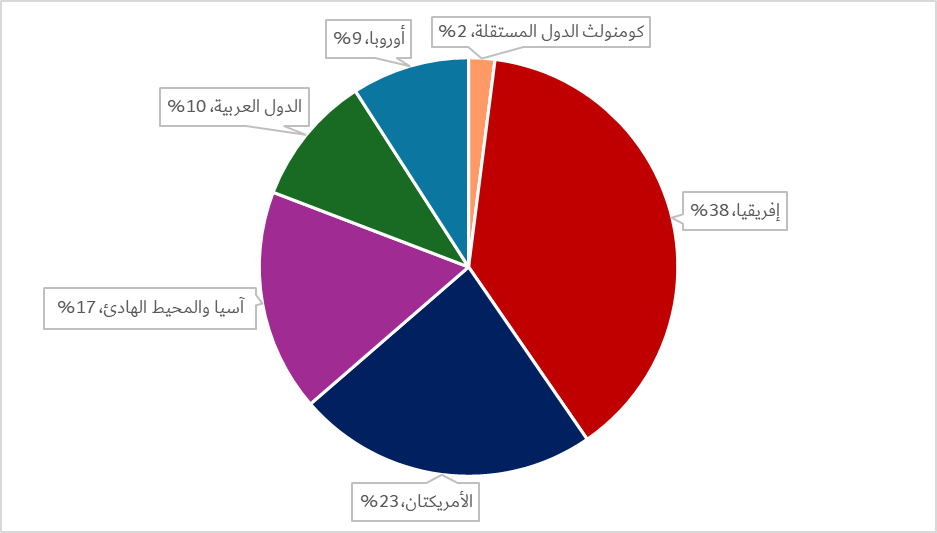 كومنولث الدول المستقلة، 2%
أوروبا، 9%
الدول العربية، 10%
إفريقيا، 38%
آسيا والمحيط الهادئ، 17%
الأمريكتان، 23%